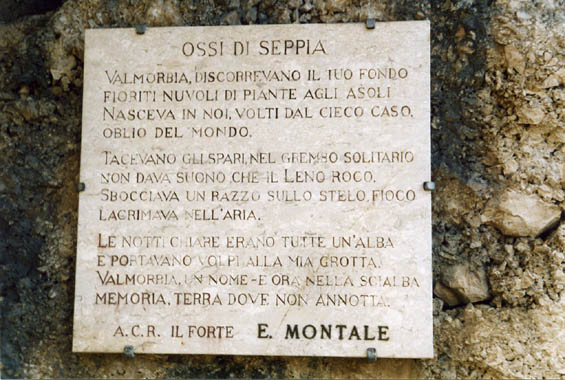 OSSI DI SEPPIA
VALMORBIA, DISCORREVANO IL TUO FONDO
FIORITI NUVOLI DI PIANTE AGLI ASOLI
NASCEVA IN NOI, VOLTI DAL CIECO CASO,
OBLIO DEL MONDO.
TACEVANO GLI SPARI, NEL GREMBO SOLITARIO
NON DAVA SUONO CHE IL LENO ROCO.
SBOCCIAVA UN RAZZO SULLO STELO, FIOCO
LACRIMAVA NELL'ARIA.
LE NOTTI CHIARE ERANO TUTTE UN'ALBA
E PORTAVANO VOLPI ALLA MIA GROTTA.
VALMORBIA, UN NOME-E ORA NELLA SCIALBA
MEMORIA, TERRA DOVE NON ANNOTTA.
A.C.R. IL FORTE E. MONTALE